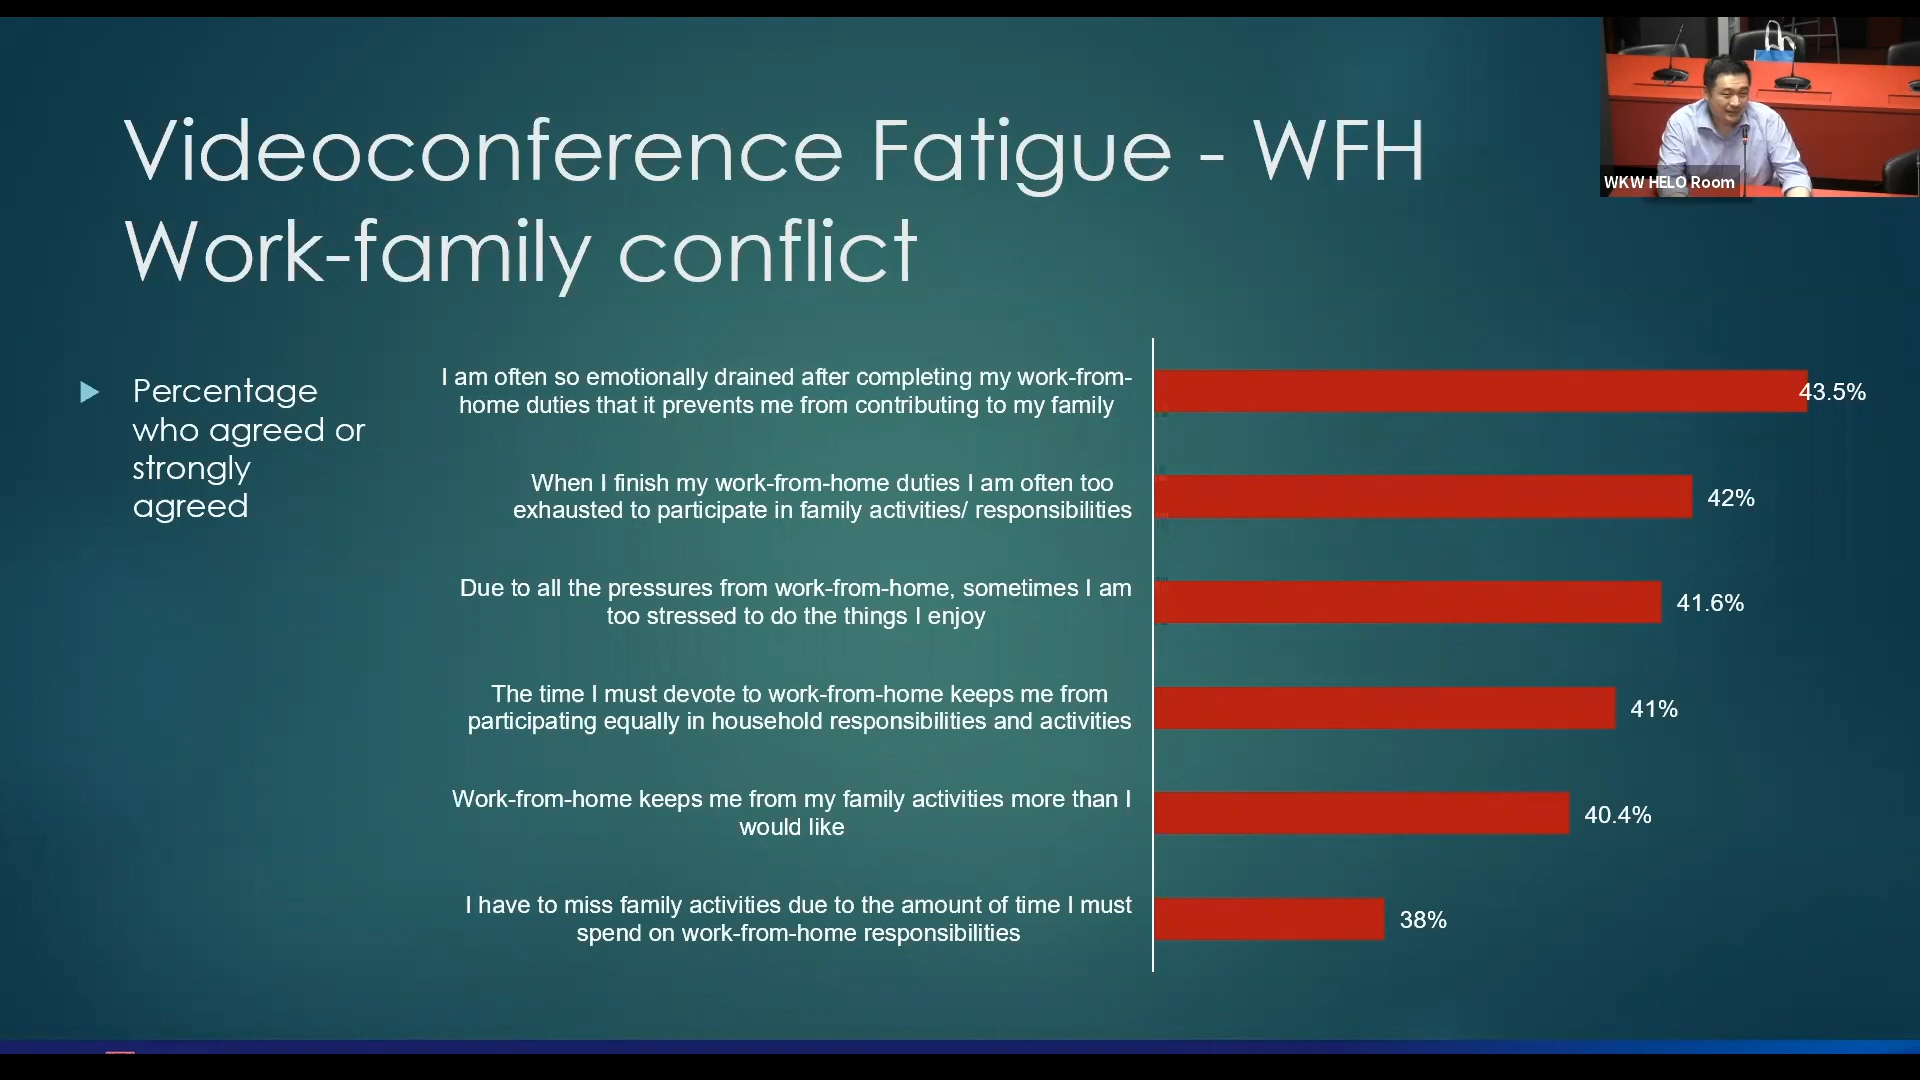 Videoconference Fatigue - WFH
Work-family conflict
WKW HELO Room
Percentage
who agreed or
strongly
agreed
I am often so emotionally drained after completing my work-from-
home duties that it prevents me from contributing to my family
43.5%
When I finish my work-from-home duties I am often too
exhausted to participate in family activities/ responsibilities
42%
Due to all the pressures from work-from-home, sometimes I am
too stressed to do the things I enjoy
41.6%
The time I must devote to work-from-home keeps me from
participating equally in household responsibilities and activities
41%
Work-from-home keeps me from my family activities more than I
would like
40.4%
I have to miss family activities due to the amount of time I must
spend on work-from-home responsibilities
38%